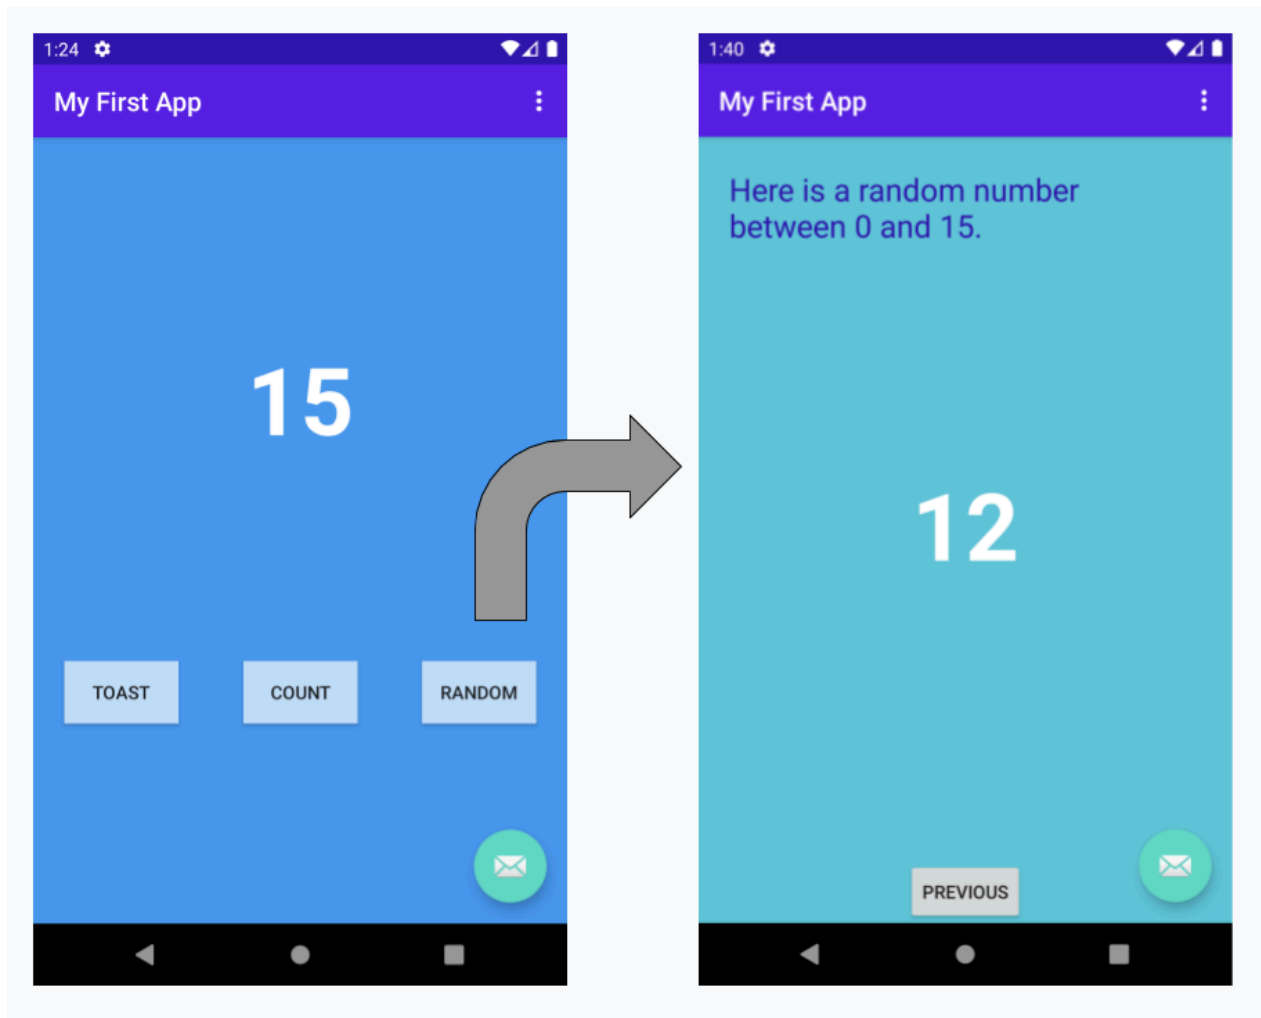 1:24
My First App
15
TOAST
COUNT
RANDOM
1:40
My First App
Here is a random number
between 0 and 15.
12
PREVIOUS